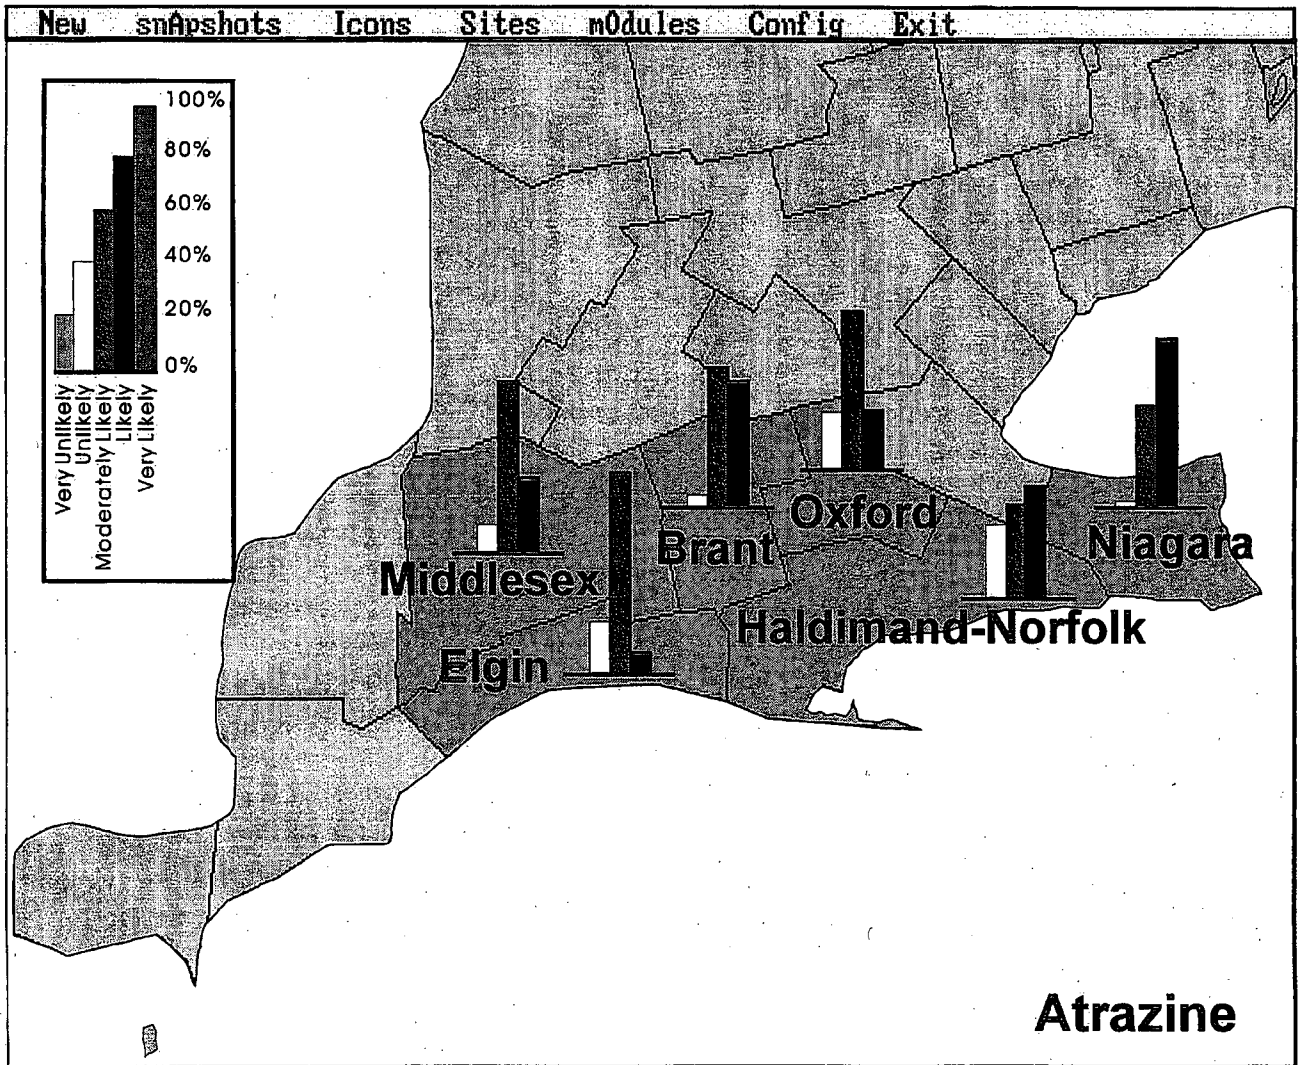 New snApshots Icons Sites mOdules Config Exit
100%
80%
60%
40%
20%
0%
Very Unlikely
Unlikely
Moderately Likely
Likely
Very Likely
Oxford
Brant
Niagara
Middlesex
Haldimand-Norfolk
Elgin
Atrazine